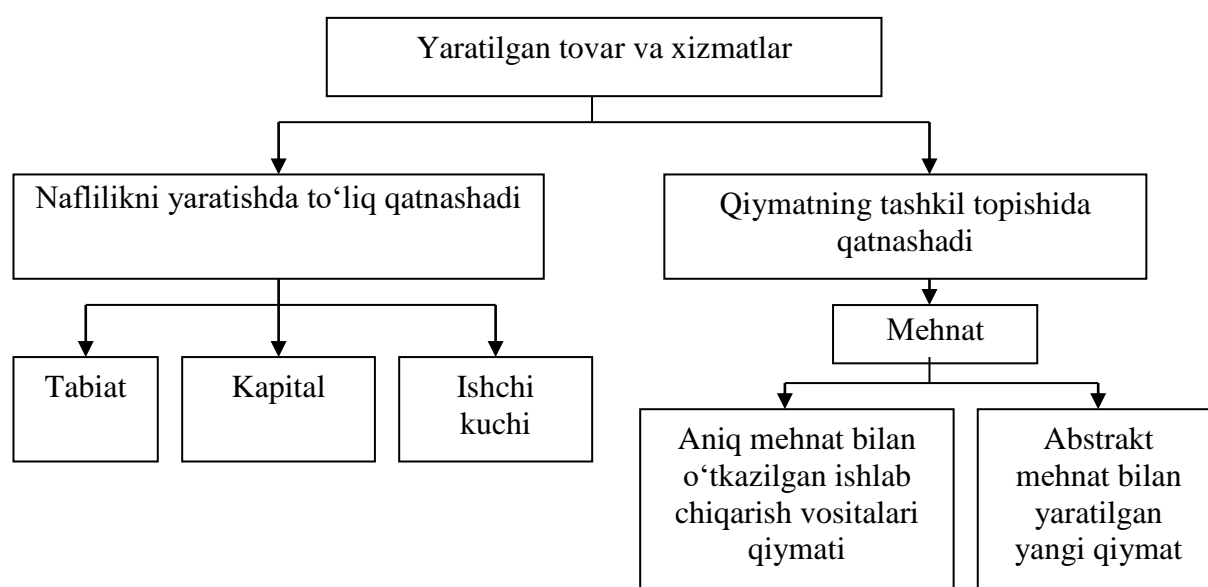 Yaratilgan tovar va xizmatlar
Naflilikni yaratishda to‘liq qatnashadi
Qiymatning tashkil topishida
qatnashadi
Mehnat
Tabiat
Kapital
Ishchi
kuchi
Aniq mehnat bilan
o‘tkazilgan ishlab
chiqarish vositalari
qiymati
Abstrakt
mehnat bilan
yaratilgan
yangi qiymat